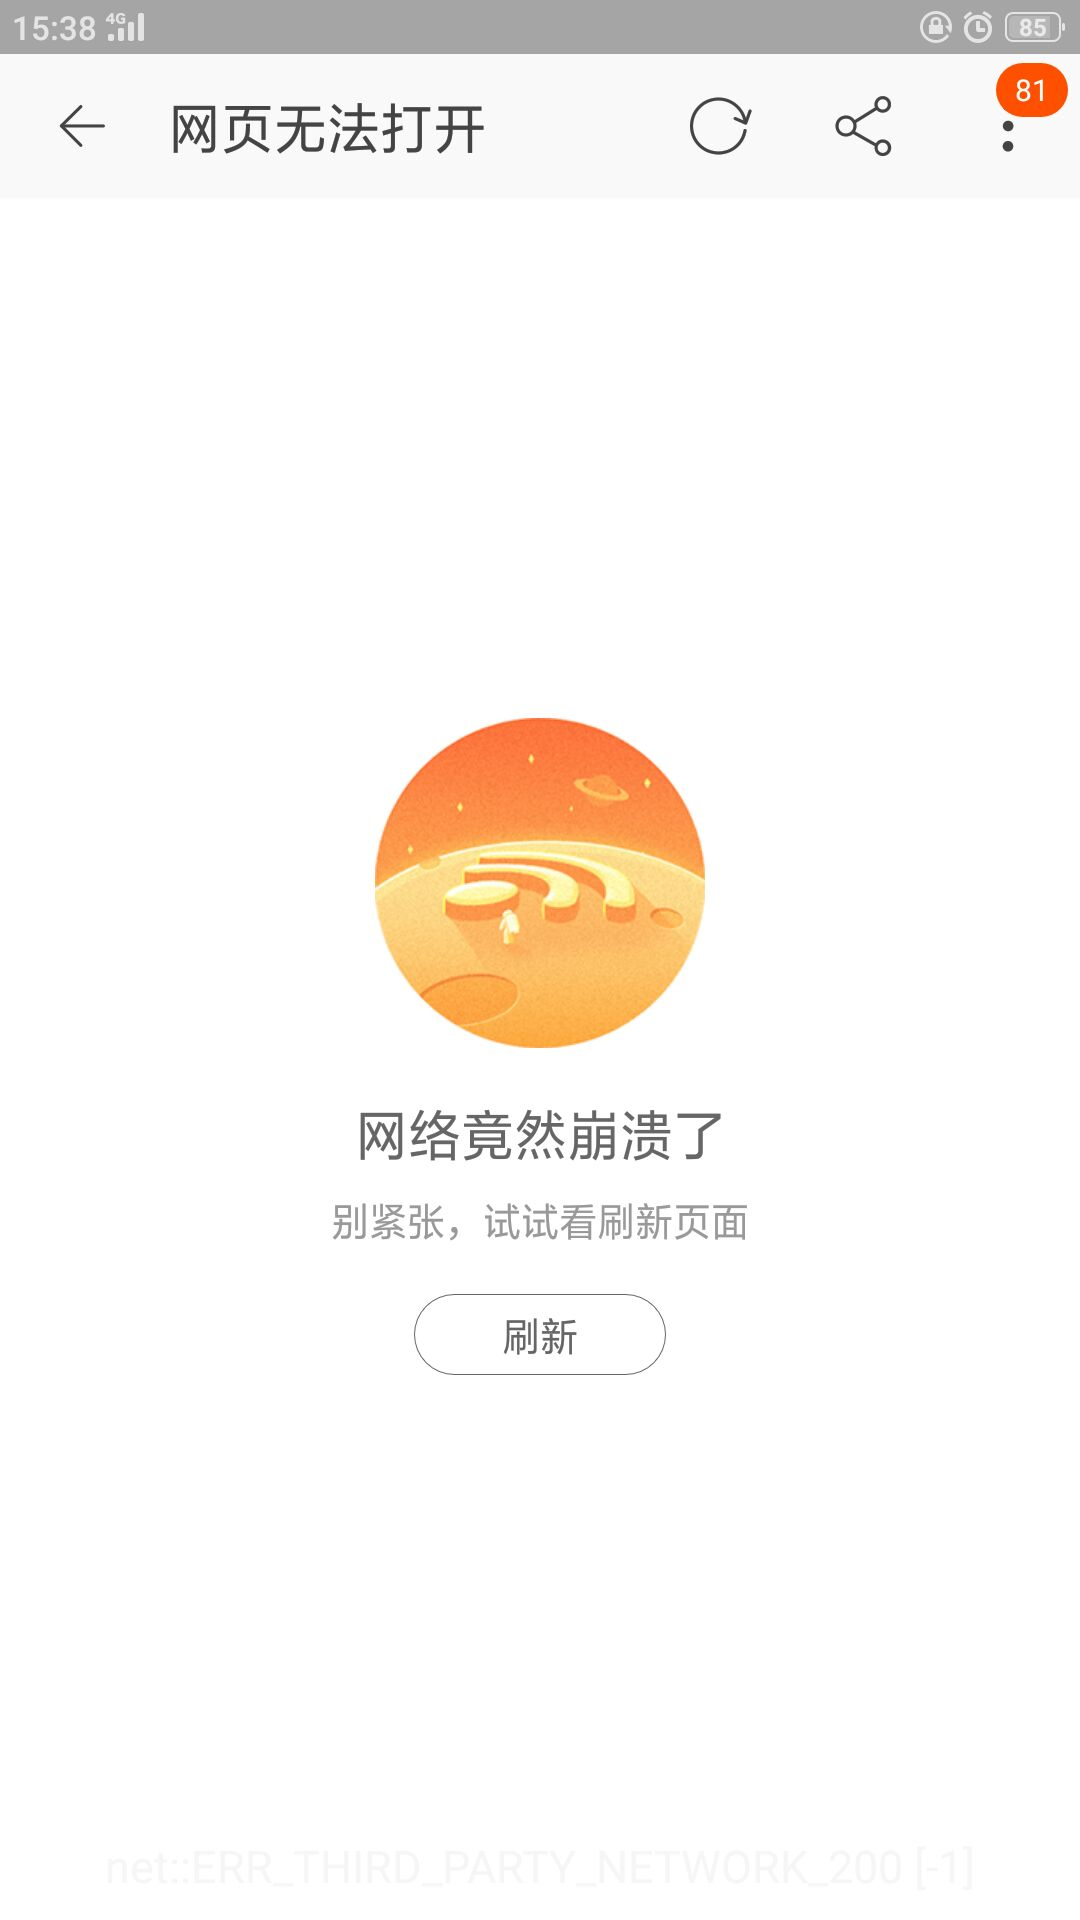 15:38 4G 85
81
网页无法打开
网络竟然崩溃了
别紧张，试试看刷新页面
刷新
net::ERR_THIRD_PARTY_NETWORK_200 [-1]